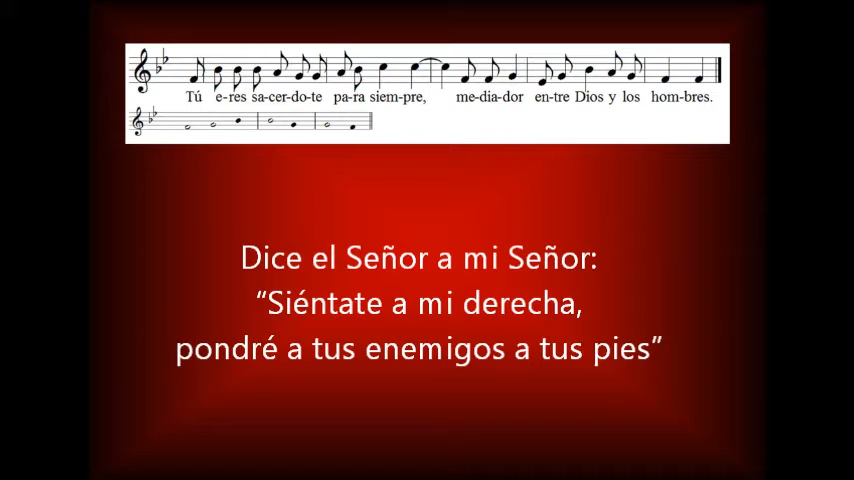 Tú e-res sa-cer-do-te pa-ra siem-pre, me-dia-dor en-tre Dios y los hom-bres.
Dice el Señor a mi Señor:
“Siéntate a mi derecha,
pondré a tus enemigos a tus pies”